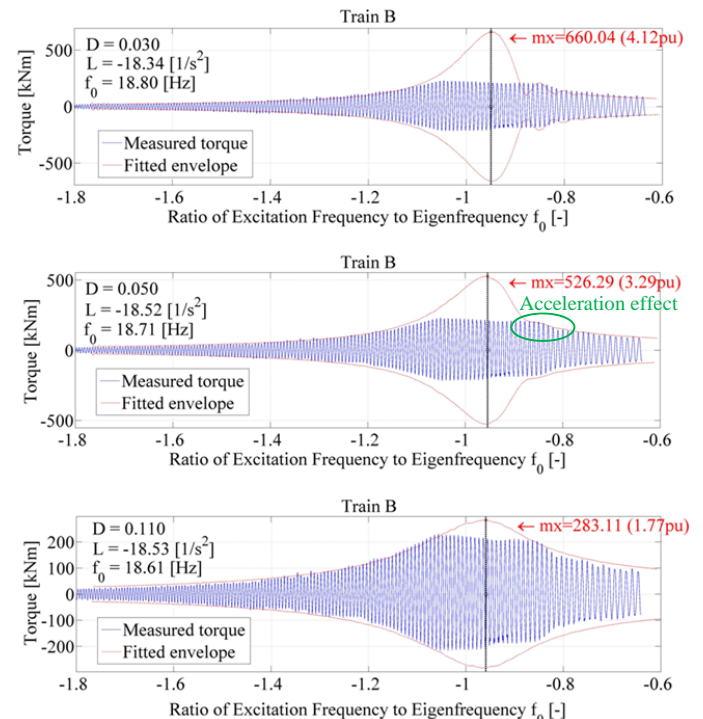 Train B
D = 0.030
L = -18.34 [1/s²]
f₀ = 18.80 [Hz]
← mx=660.04 (4.12pu)
Torque [kNm]
500
0
-500
Measured torque
Fitted envelope
-1.8 -1.6 -1.4 -1.2 -1 -0.8 -0.6
Ratio of Excitation Frequency to Eigenfrequency f₀ [-]
Train B
D = 0.050
L = -18.52 [1/s²]
f₀ = 18.71 [Hz]
← mx=526.29 (3.29pu)
Acceleration effect
Torque [kNm]
500
0
-500
Measured torque
Fitted envelope
-1.8 -1.6 -1.4 -1.2 -1 -0.8 -0.6
Ratio of Excitation Frequency to Eigenfrequency f₀ [-]
Train B
D = 0.110
L = -18.53 [1/s²]
f₀ = 18.61 [Hz]
← mx=283.11 (1.77pu)
Torque [kNm]
200
100
0
-100
-200
Measured torque
Fitted envelope
-1.8 -1.6 -1.4 -1.2 -1 -0.8 -0.6
Ratio of Excitation Frequency to Eigenfrequency f₀ [-]